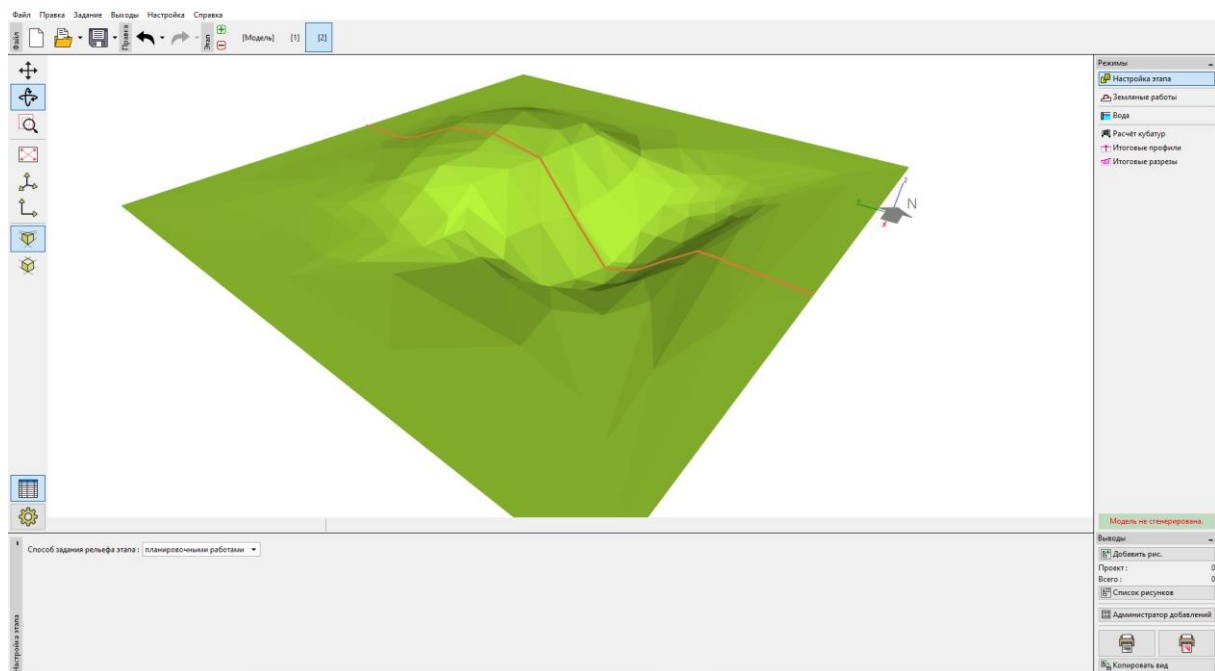 Файл Правка Задание Выходы Настройка Справка
Файл
Правка
Этап
[Модель] [1] [2]
Режимы
Настройка этапа
Земляные работы
Вода
Расчёт кубатур
Итоговые профили
Итоговые разрезы
N
Модель не сгенерирована.
Способ задания рельефа этапа : планировочными работами
Настройка этапа
Выводы
Добавить рис.
Проект : 0
Всего : 0
Список рисунков
Администратор добавлений
Копировать вид